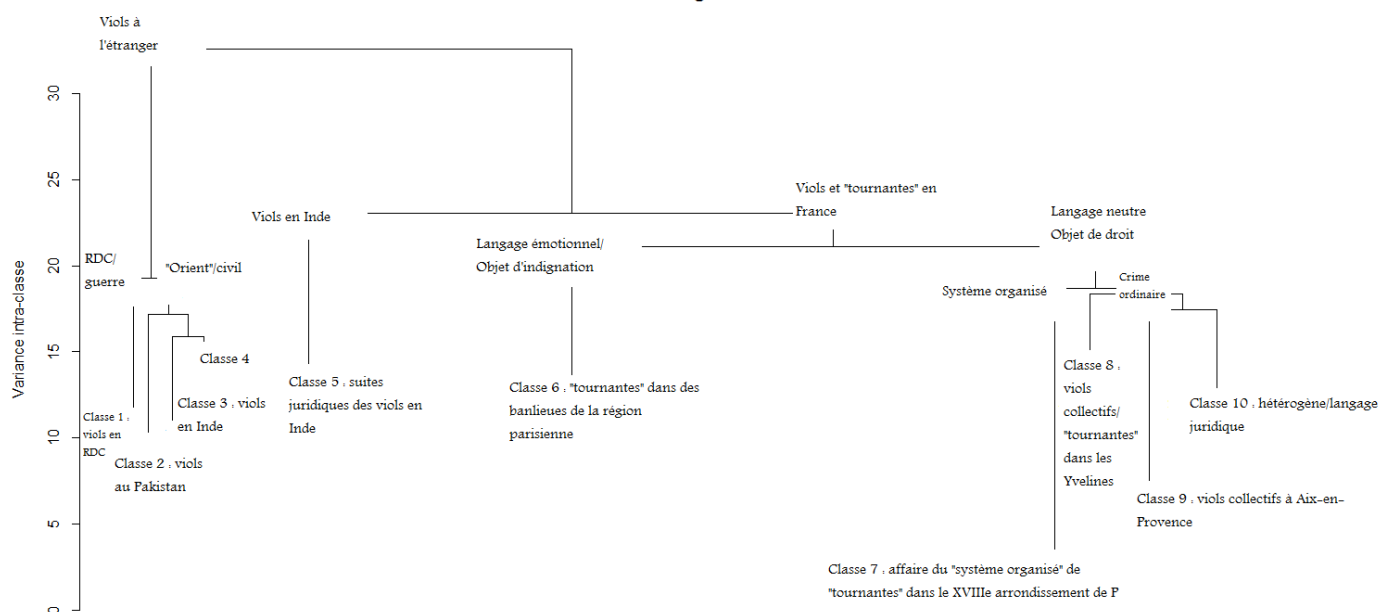 Viols à
l'étranger
30
25
20
15
10
5
0
Variance intra-classe
Viols et "tournantes" en
France
Viols en Inde
Langage neutre
Objet de droit
Langage émotionnel/
Objet d'indignation
RDC/
guerre
"Orient"/civil
Système organisé
Crime
ordinaire
Classe 4
Classe 8 :
viols
collectifs/
"tournantes"
dans les
Yvelines
Classe 5 : suites
juridiques des viols en
Inde
Classe 6 : "tournantes" dans des
banlieues de la région
parisienne
Classe 3 : viols
en Inde
Classe 10 : hétérogène/langage
juridique
Classe 1 :
viols en
RDC
Classe 2 : viols
au Pakistan
Classe 9 : viols collectifs à Aix-en-
Provence
Classe 7 : affaire du "système organisé" de
"tournantes" dans le XVIIIe arrondissement de P